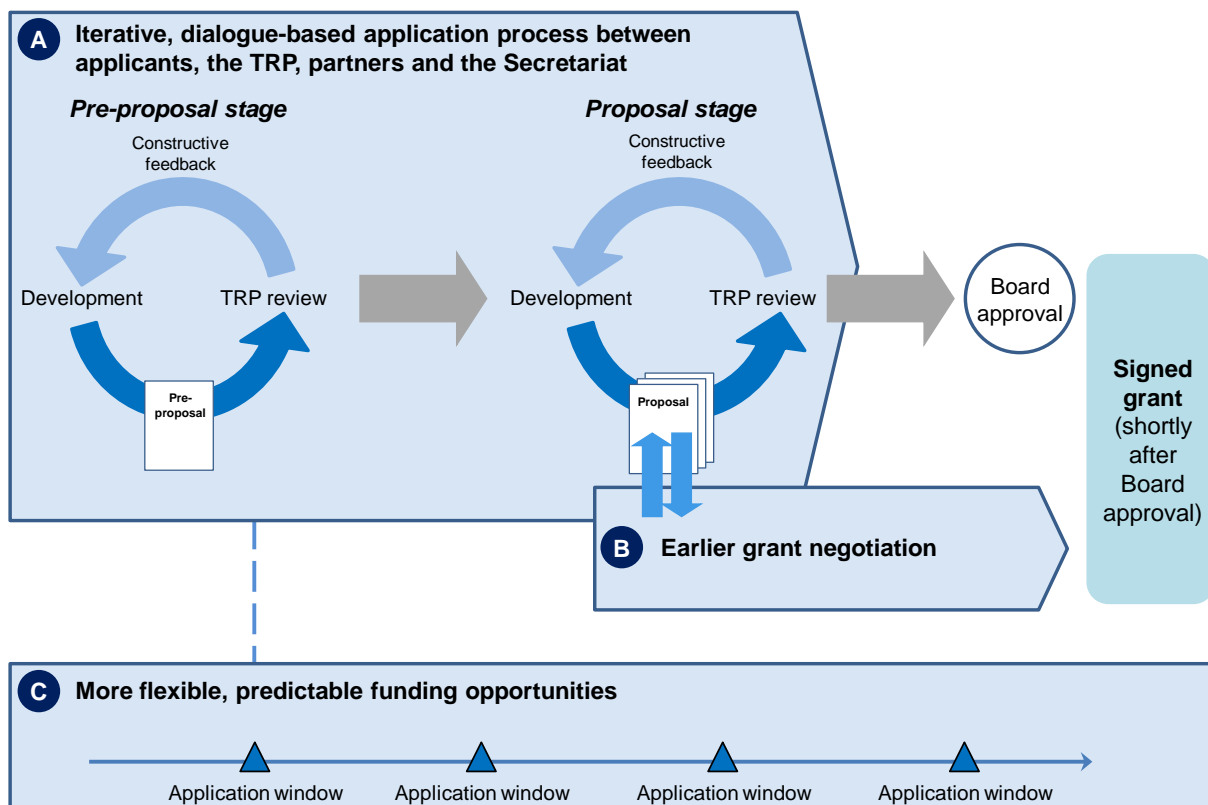 A
Iterative, dialogue-based application process between
applicants, the TRP, partners and the Secretariat
Pre-proposal stage
Constructive
feedback
Development
TRP review
Pre-
proposal
Proposal stage
Constructive
feedback
Development
TRP review
Proposal
Board
approval
Signed
grant
(shortly
after
Board
approval)
B
Earlier grant negotiation
C
More flexible, predictable funding opportunities
Application window
Application window
Application window
Application window